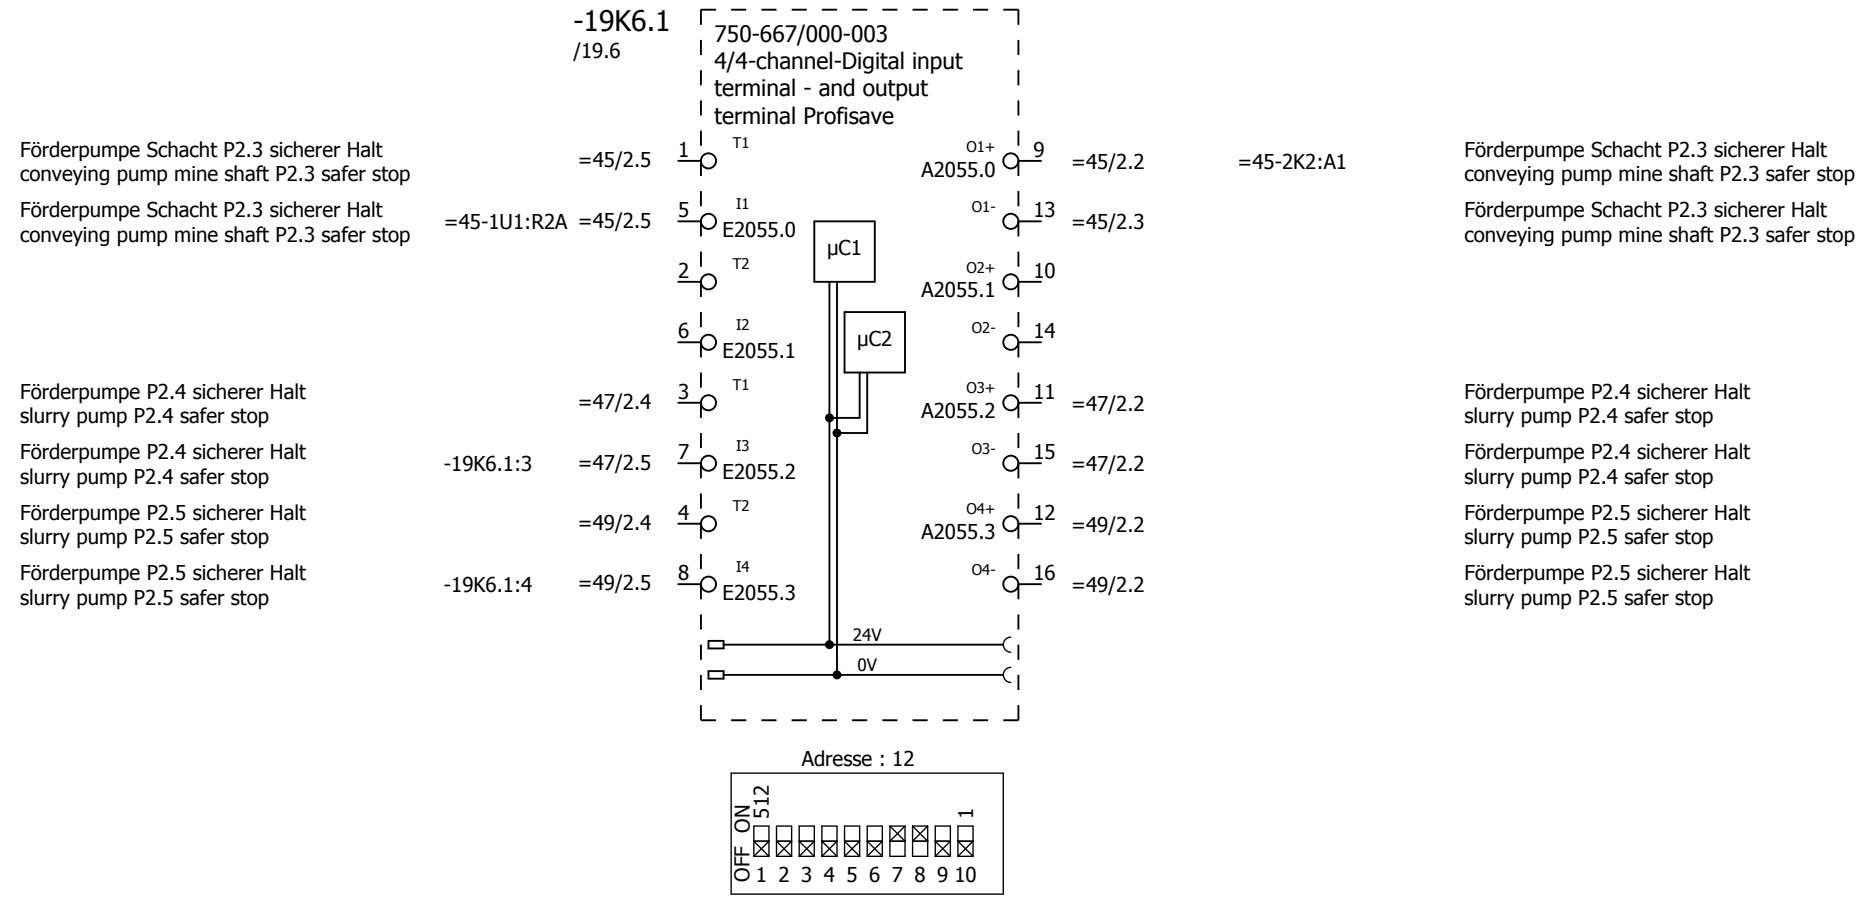 -19K6.1
/19.6
750-667/000-003
4/4-channel-Digital input
terminal - and output
terminal Profisave
Förderpumpe Schacht P2.3 sicherer Halt
conveying pump mine shaft P2.3 safer stop
=45/2.5 1 T1
O1+ A2055.0 9 =45/2.2 =45-2K2:A1
Förderpumpe Schacht P2.3 sicherer Halt
conveying pump mine shaft P2.3 safer stop
Förderpumpe Schacht P2.3 sicherer Halt
conveying pump mine shaft P2.3 safer stop
=45-1U1:R2A =45/2.5 5 I1 E2055.0
O1- 13 =45/2.3
Förderpumpe Schacht P2.3 sicherer Halt
conveying pump mine shaft P2.3 safer stop
µC1
2 T2
O2+ A2055.1 10
6 I2 E2055.1
µC2
O2- 14
Förderpumpe P2.4 sicherer Halt
slurry pump P2.4 safer stop
=47/2.4 3 T1
O3+ A2055.2 11 =47/2.2
Förderpumpe P2.4 sicherer Halt
slurry pump P2.4 safer stop
Förderpumpe P2.4 sicherer Halt
slurry pump P2.4 safer stop
-19K6.1:3 =47/2.5 7 I3 E2055.2
O3- 15 =47/2.2
Förderpumpe P2.4 sicherer Halt
slurry pump P2.4 safer stop
Förderpumpe P2.5 sicherer Halt
slurry pump P2.5 safer stop
=49/2.4 4 T2
O4+ A2055.3 12 =49/2.2
Förderpumpe P2.5 sicherer Halt
slurry pump P2.5 safer stop
Förderpumpe P2.5 sicherer Halt
slurry pump P2.5 safer stop
-19K6.1:4 =49/2.5 8 I4 E2055.3
O4- 16 =49/2.2
Förderpumpe P2.5 sicherer Halt
slurry pump P2.5 safer stop
24V
0V
Adresse : 12
OFF ON
512 1
1 2 3 4 5 6 7 8 9 10